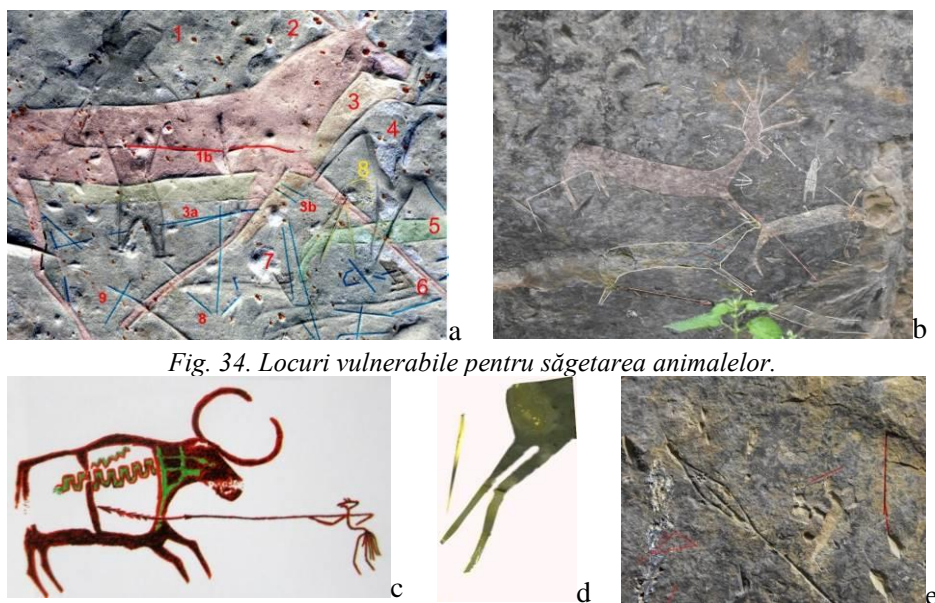 1
2
3
4
1b
8
3a
3b
5
7
6
9
8
a
b
Fig. 34. Locuri vulnerabile pentru săgetarea animalelor.
c
d
e